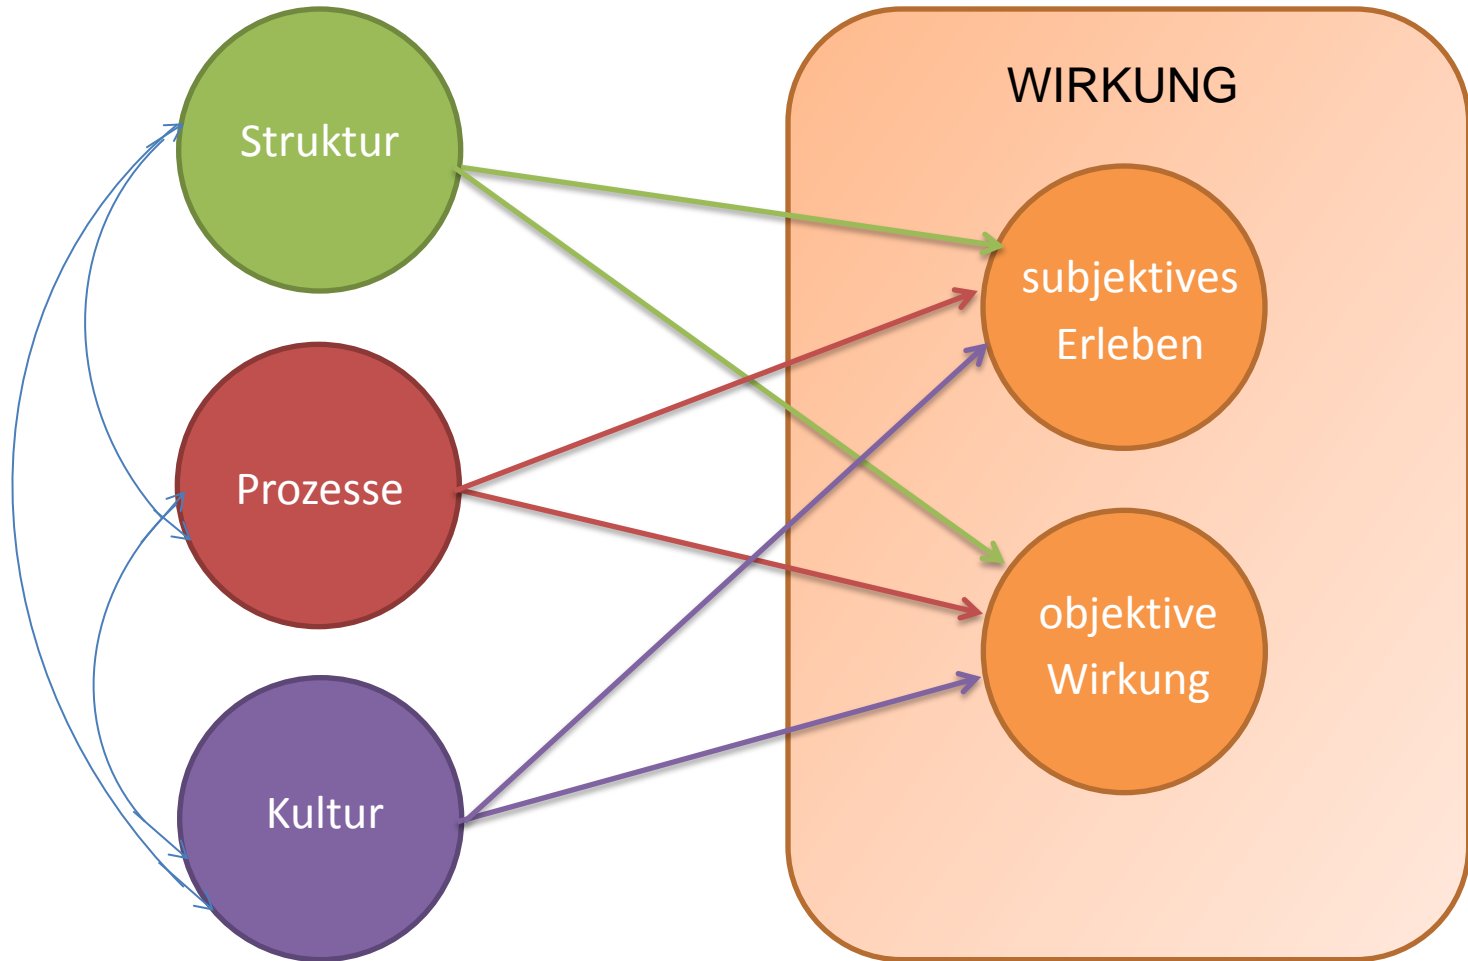 Struktur
Prozesse
Kultur
WIRKUNG
subjektives
Erleben
objektive
Wirkung